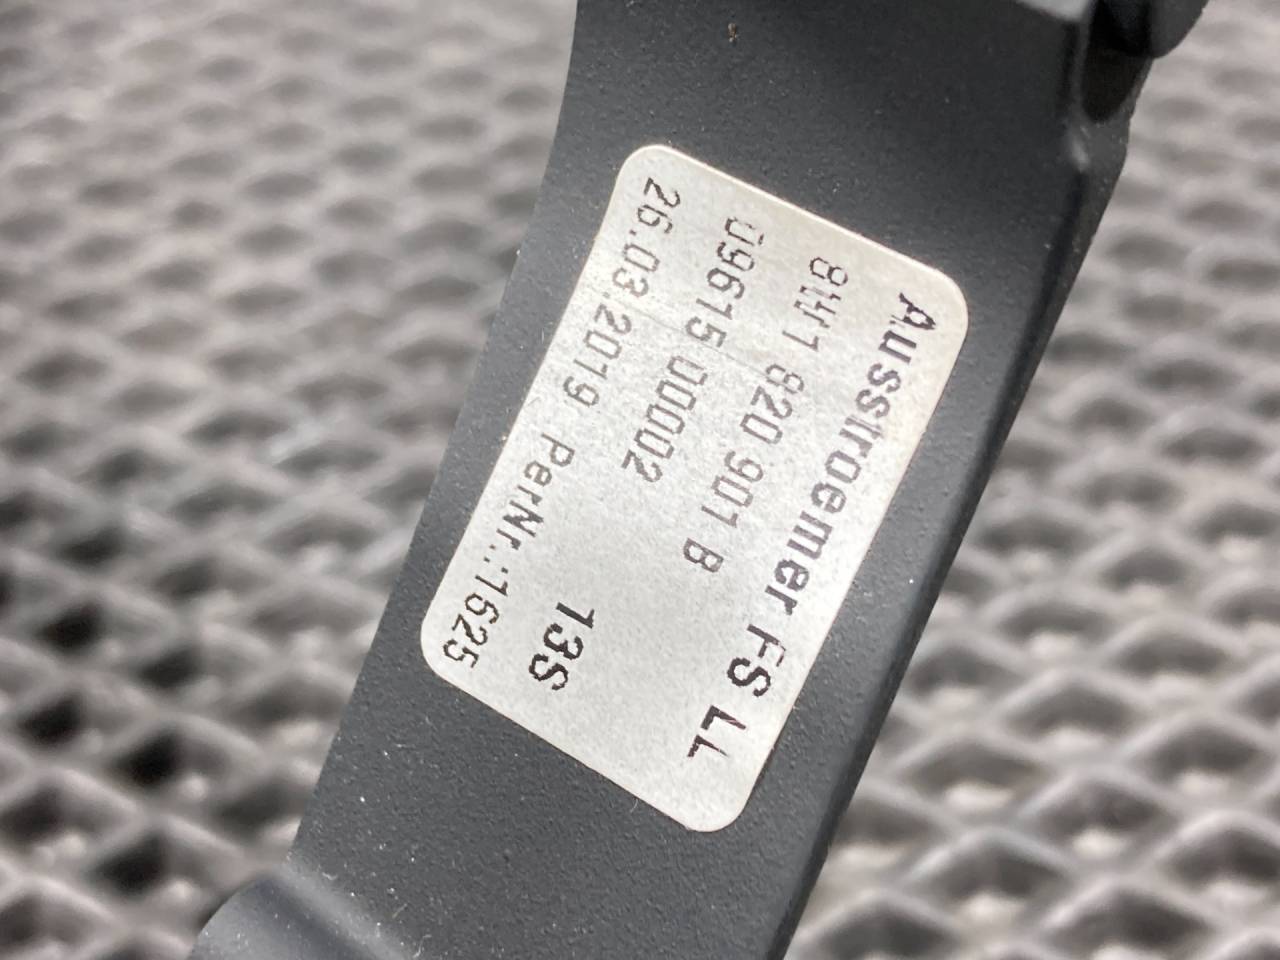 Ausstroemer FS LL
8W1 820 901 B
09615 00002
13S
26.03.2019 PerNr.:1625